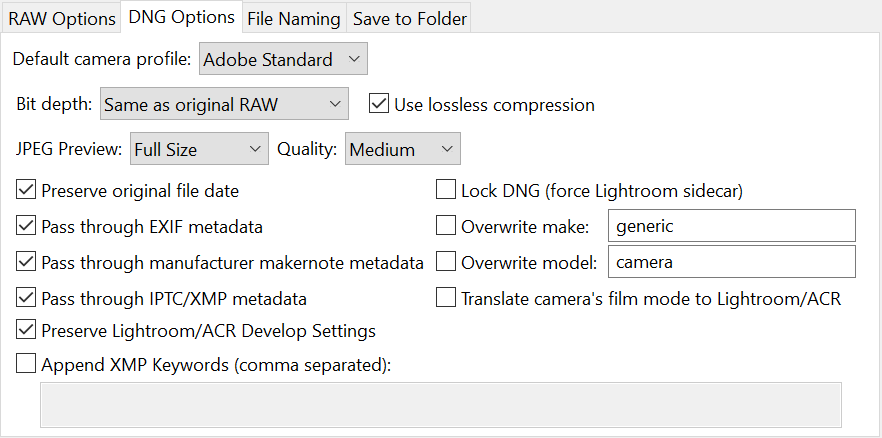 RAW Options DNG Options File Naming Save to Folder
Default camera profile: Adobe Standard
Bit depth: Same as original RAW Use lossless compression
JPEG Preview: Full Size Quality: Medium
Preserve original file date Lock DNG (force Lightroom sidecar)
Pass through EXIF metadata Overwrite make: generic
Pass through manufacturer makernote metadata Overwrite model: camera
Pass through IPTC/XMP metadata Translate camera's film mode to Lightroom/ACR
Preserve Lightroom/ACR Develop Settings
Append XMP Keywords (comma separated):